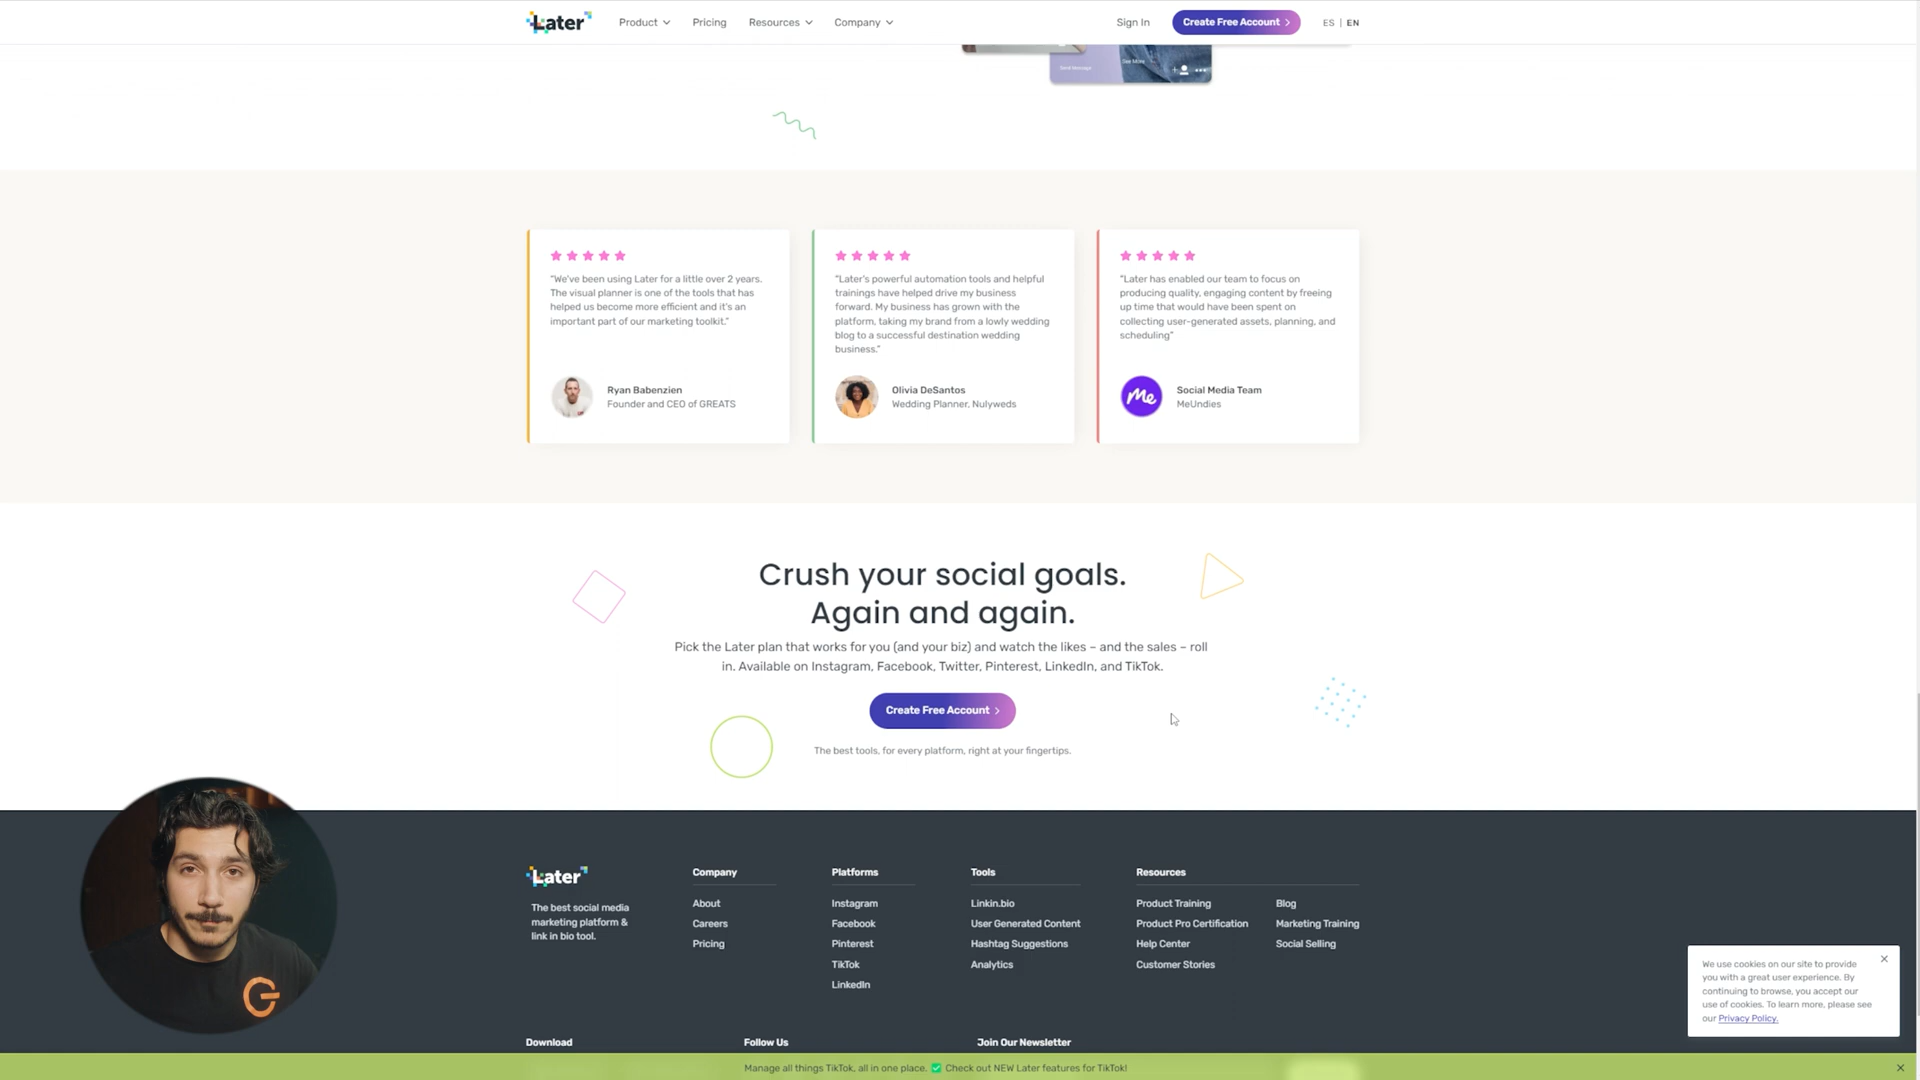 Later
Product
Pricing
Resources
Company
Sign In
Create Free Account
ES | EN
Send Message
See More
"We've been using Later for a little over 2 years.
The visual planner is one of the tools that has
helped us become more efficient and it's an
important part of our marketing toolkit."
Ryan Babenzien
Founder and CEO of GREATS
"Later's powerful automation tools and helpful
trainings have helped drive my business
forward. My business has grown with the
platform, taking my brand from a lowly wedding
blog to a successful destination wedding
business."
Olivia DeSantos
Wedding Planner, Nulyweds
"Later has enabled our team to focus on
producing quality, engaging content by freeing
up time that would have been spent on
collecting user-generated assets, planning, and
scheduling"
Me
Social Media Team
MeUndies
Crush your social goals.
Again and again.
Pick the Later plan that works for you (and your biz) and watch the likes – and the sales – roll
in. Available on Instagram, Facebook, Twitter, Pinterest, LinkedIn, and TikTok.
Create Free Account
The best tools, for every platform, right at your fingertips.
Later
The best social media
marketing platform &
link in bio tool.
Company
About
Careers
Pricing
Platforms
Instagram
Facebook
Pinterest
TikTok
LinkedIn
Tools
Linkin.bio
User Generated Content
Hashtag Suggestions
Analytics
Resources
Product Training
Product Pro Certification
Help Center
Customer Stories
Blog
Marketing Training
Social Selling
We use cookies on our site to provide
you with a great user experience. By
continuing to browse, you accept our
use of cookies. To learn more, please see
our Privacy Policy.
Download
Follow Us
Join Our Newsletter
Manage all things TikTok, all in one place. ✅ Check out NEW Later features for TikTok!